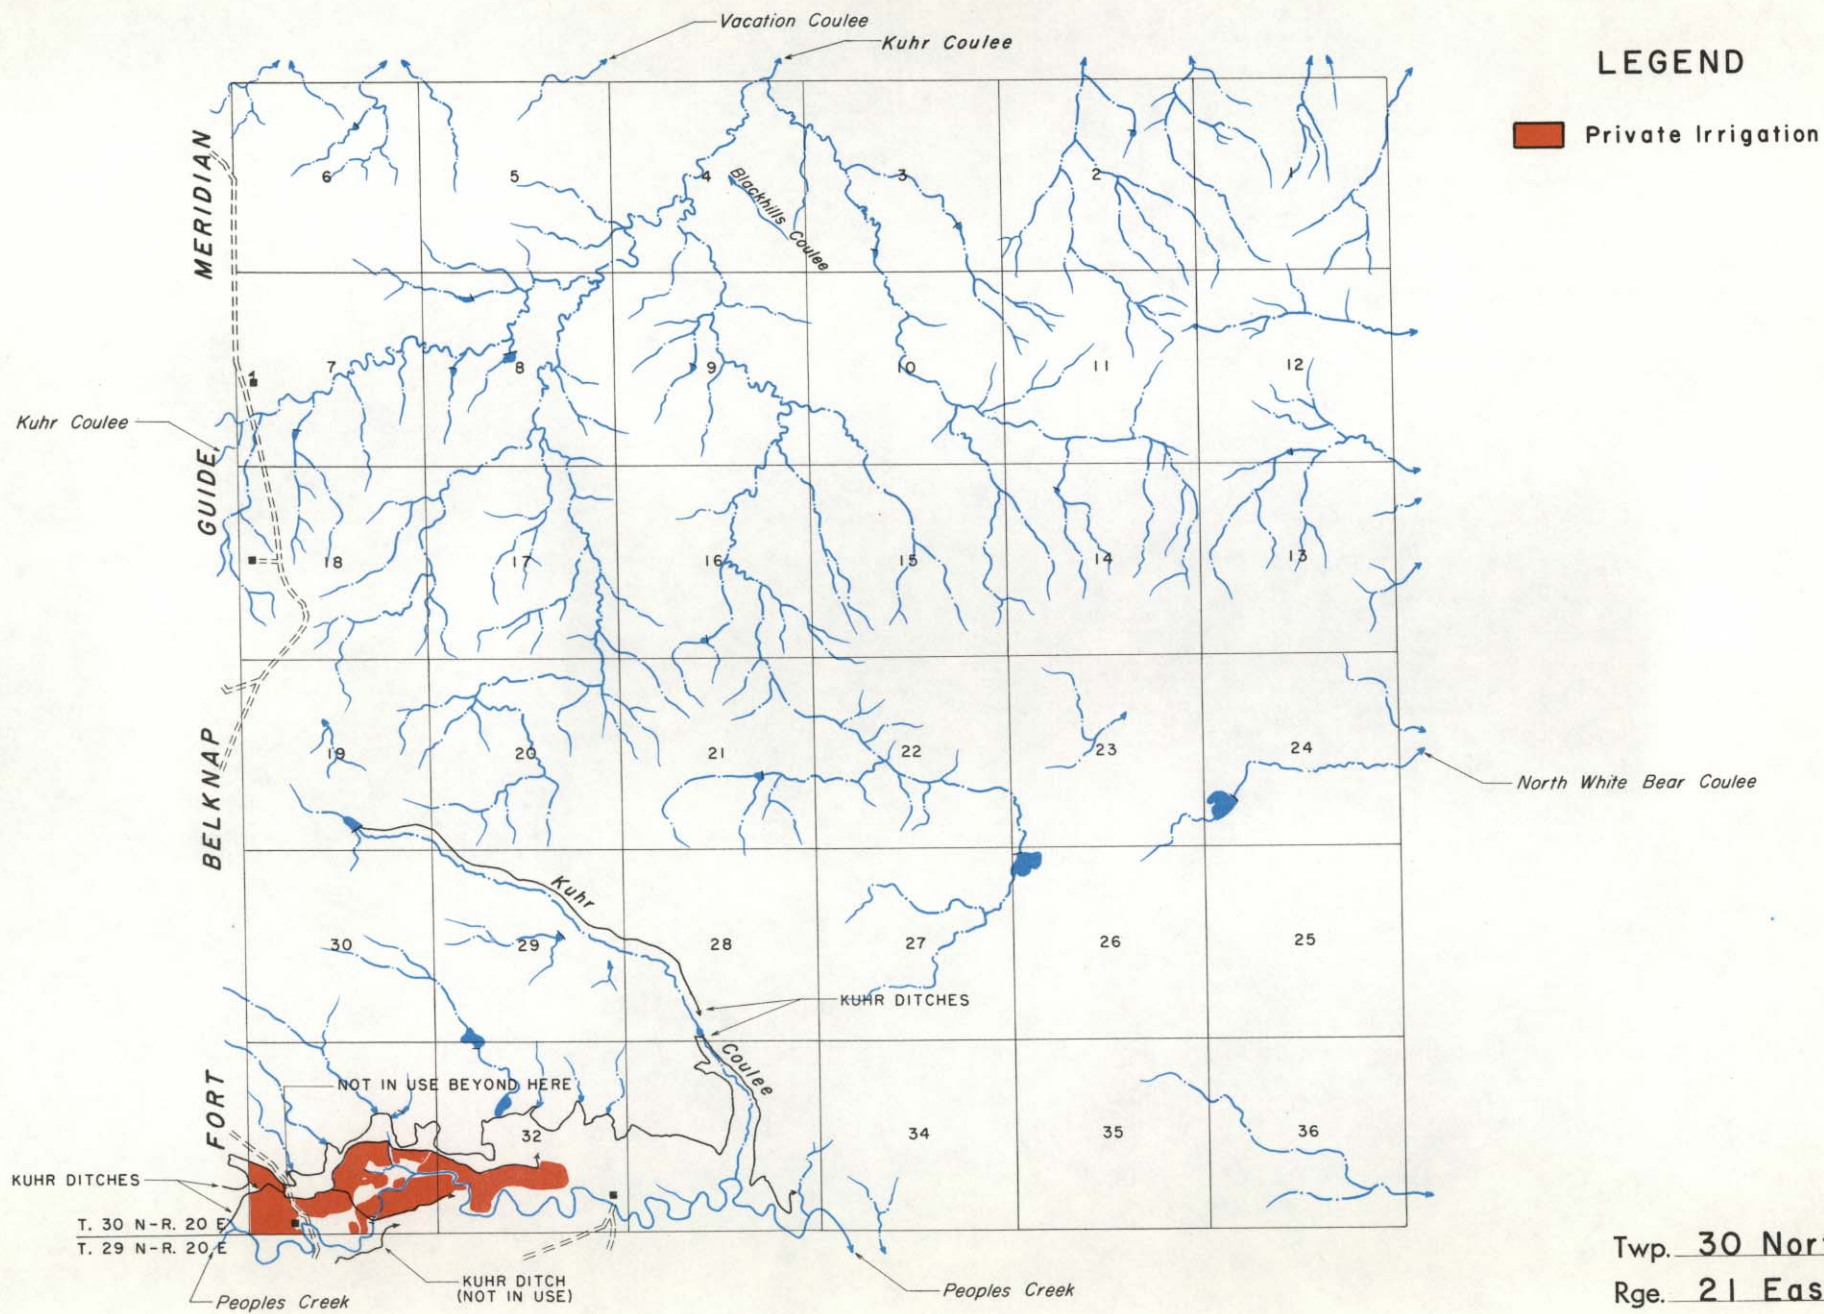 Vacation Coulee
Kuhr Coulee
LEGEND
Private Irrigation
MERIDIAN
6
5
4
3
2
1
Blackhills Coulee
7
8
9
10
11
12
Kuhr Coulee
GUIDE,
18
17
16
15
14
13
BELKNAP
19
20
21
22
23
24
North White Bear Coulee
Kuhr
30
29
28
27
26
25
KUHR DITCHES
Coulee
FORT
NOT IN USE BEYOND HERE
32
34
35
36
KUHR DITCHES
T. 30 N-R. 20 E
T. 29 N-R. 20 E
KUHR DITCH
(NOT IN USE)
Peoples Creek
Peoples Creek
Twp. 30 Nor
Rge. 21 Eas